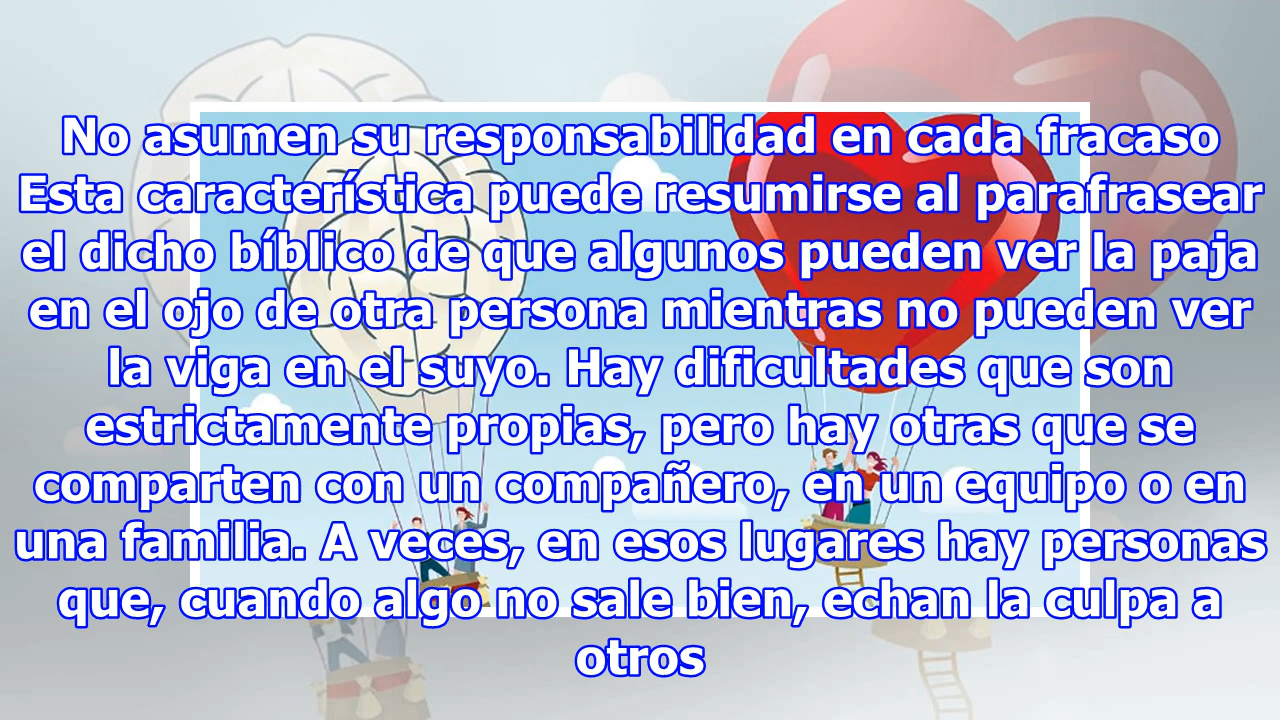 No asumen su responsabilidad en cada fracaso
Esta característica puede resumirse al parafrasear
el dicho bíblico de que algunos pueden ver la paja
en el ojo de otra persona mientras no pueden ver
la viga en el suyo. Hay dificultades que son
estrictamente propias, pero hay otras que se
comparten con un compañero, en un equipo o en
una familia. A veces, en esos lugares hay personas
que, cuando algo no sale bien, echan la culpa a
otros